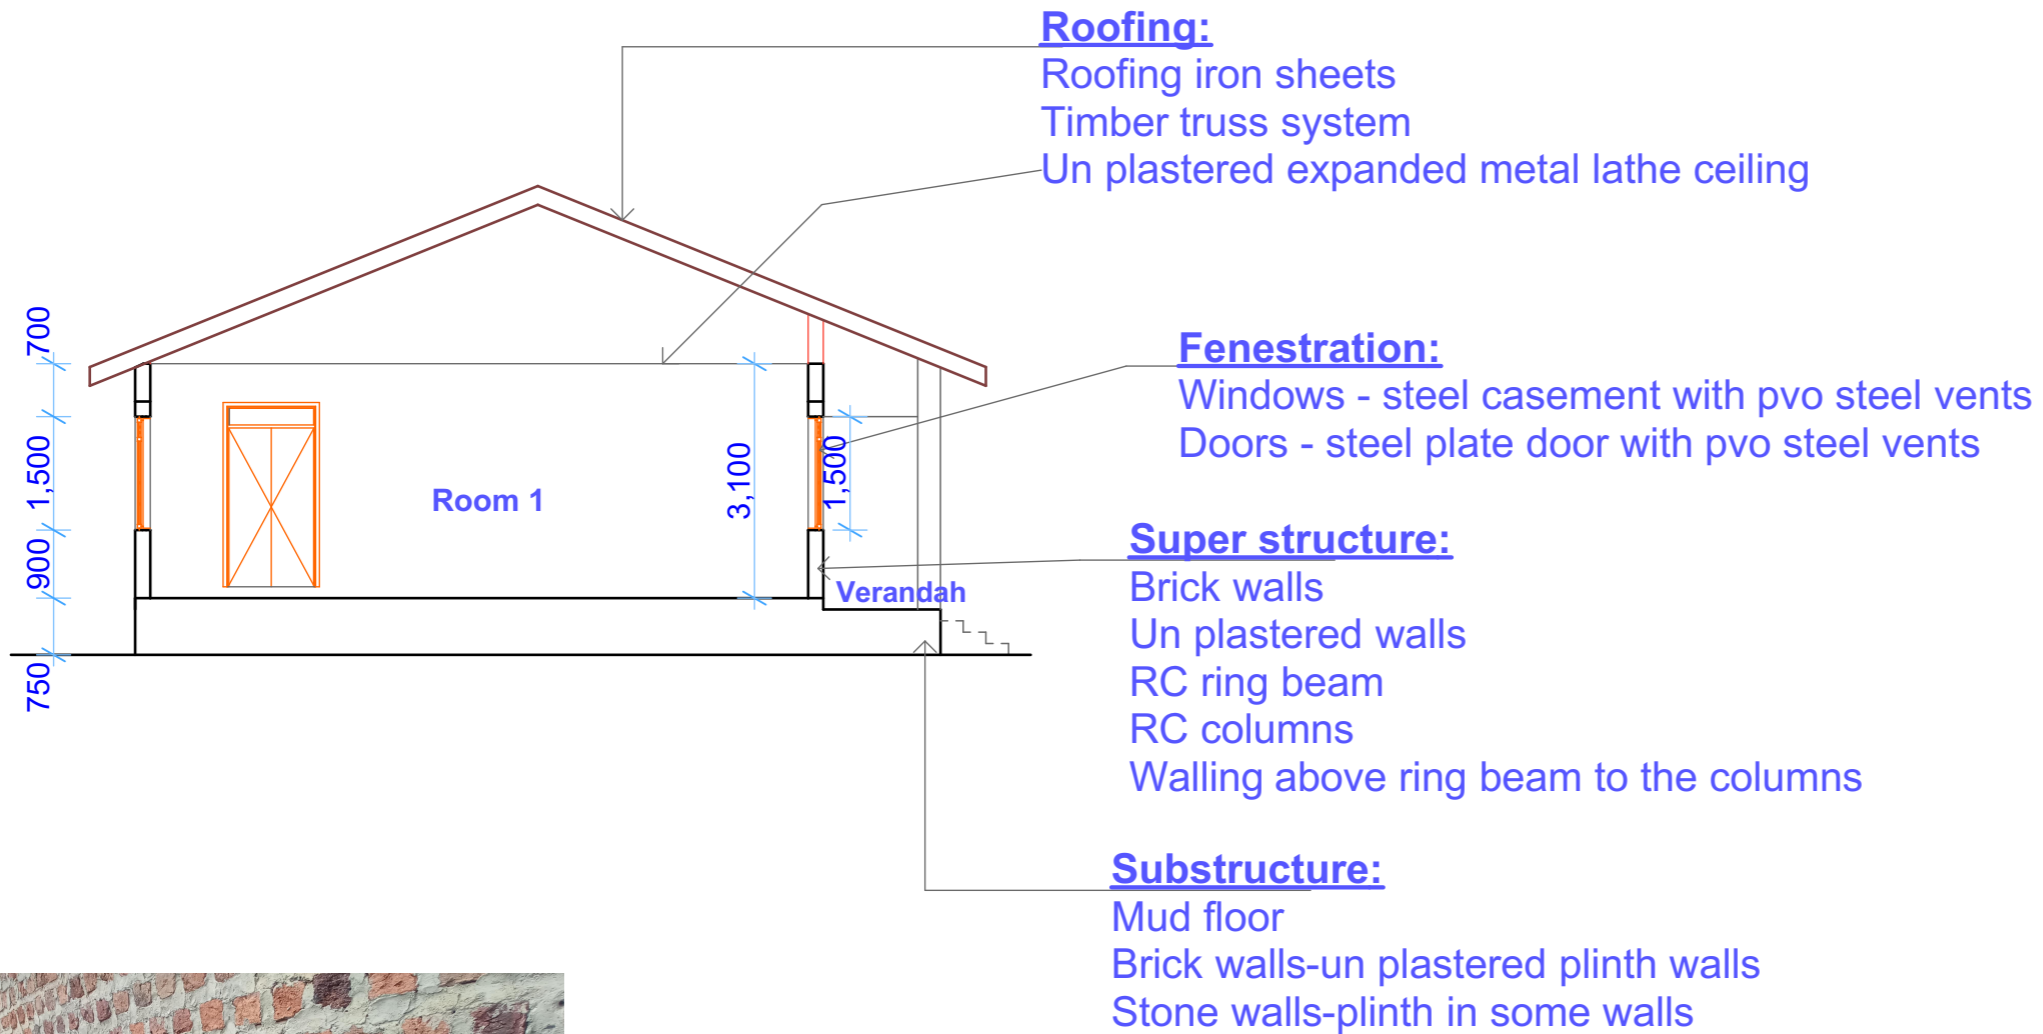 Roofing:
Roofing iron sheets
Timber truss system
Un plastered expanded metal lathe ceiling
700
1,500
900
750
Room 1
3,100
1,500
Verandah
Fenestration:
Windows - steel casement with pvo steel vents
Doors - steel plate door with pvo steel vents
Super structure:
Brick walls
Un plastered walls
RC ring beam
RC columns
Walling above ring beam to the columns
Substructure:
Mud floor
Brick walls-un plastered plinth walls
Stone walls-plinth in some walls